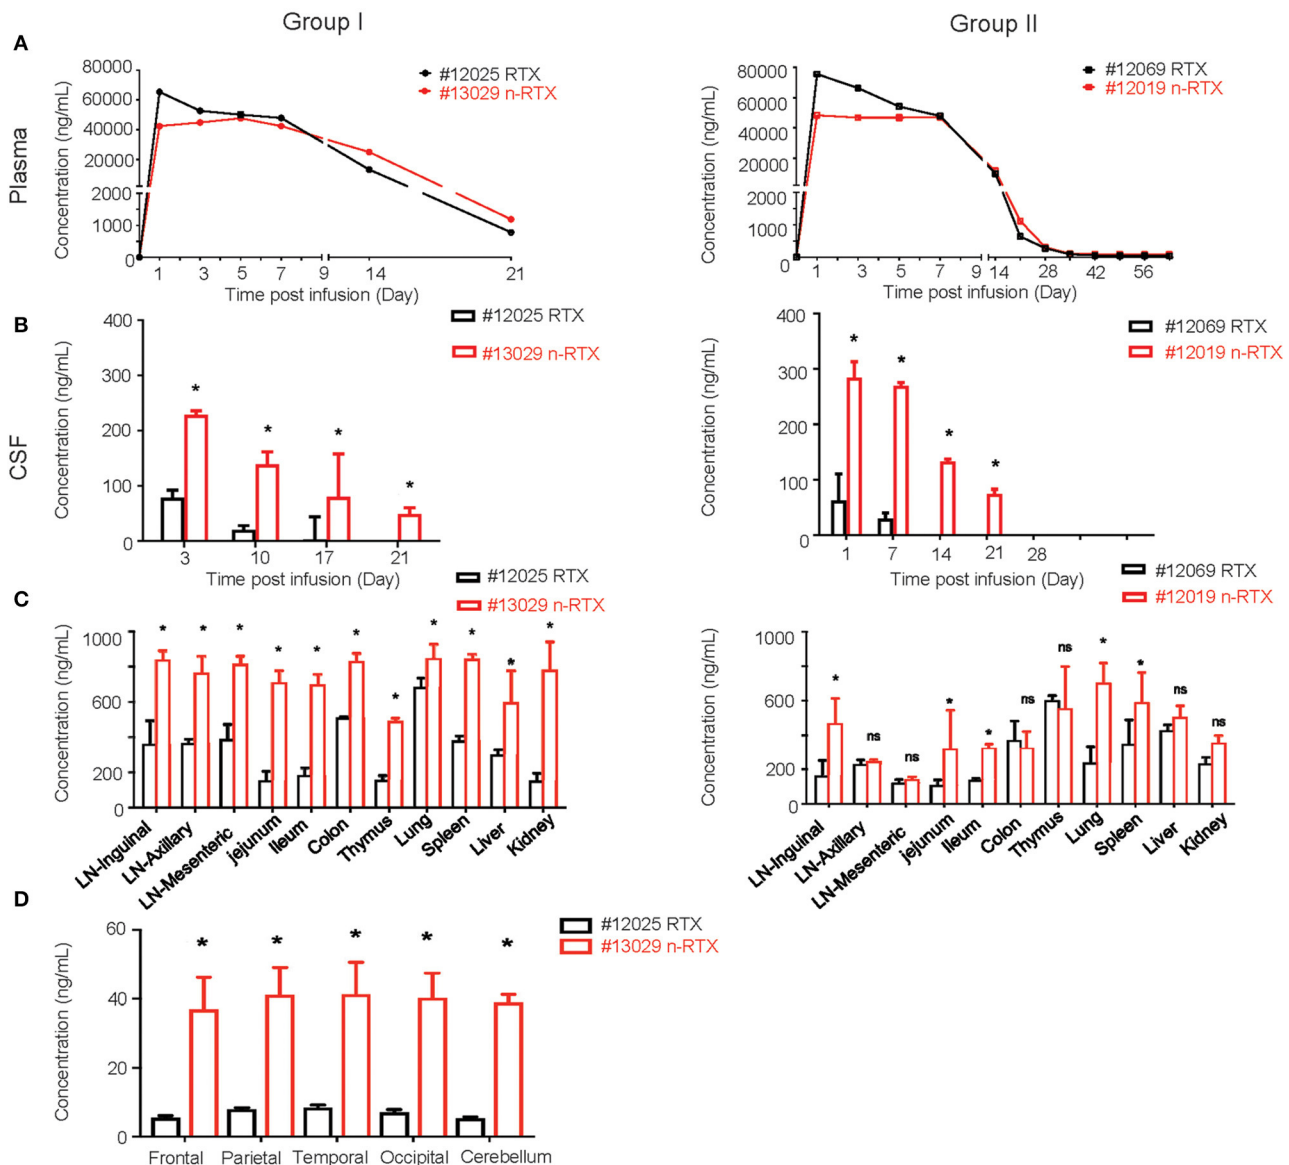 Group I
Group II
A
Plasma
Concentration (ng/mL)
80000
60000
40000
20000
2000
1000
0
#12025 RTX
#13029 n-RTX
1 3 5 7 9 14 21
Time post infusion (Day)
Concentration (ng/mL)
80000
60000
40000
20000
2000
1000
0
#12069 RTX
#12019 n-RTX
1 3 5 7 9 14 28 42 56
Time post infusion (Day)
B
CSF
Concentration (ng/mL)
400
300
200
100
0
#12025 RTX
#13029 n-RTX
* * * *
3 10 17 21
Time post infusion (Day)
Concentration (ng/mL)
400
300
200
100
0
#12069 RTX
#12019 n-RTX
* * * *
1 7 14 21 28
Time post infusion (Day)
C
Concentration (ng/mL)
1000
600
200
0
#12025 RTX
#13029 n-RTX
* * * * * * * * * * *
LN-Inguinal
LN-Axillary
LN-Mesenteric
jejunum
Ileum
Colon
Thymus
Lung
Spleen
Liver
Kidney
Concentration (ng/mL)
1000
600
200
0
#12069 RTX
#12019 n-RTX
* ns ns * * ns ns * * ns ns
LN-Inguinal
LN-Axillary
LN-Mesenteric
jejunum
Ileum
Colon
Thymus
Lung
Spleen
Liver
Kidney
D
Concentration (ng/mL)
60
40
20
0
#12025 RTX
#13029 n-RTX
* * * * *
Frontal Parietal Temporal Occipital Cerebellum